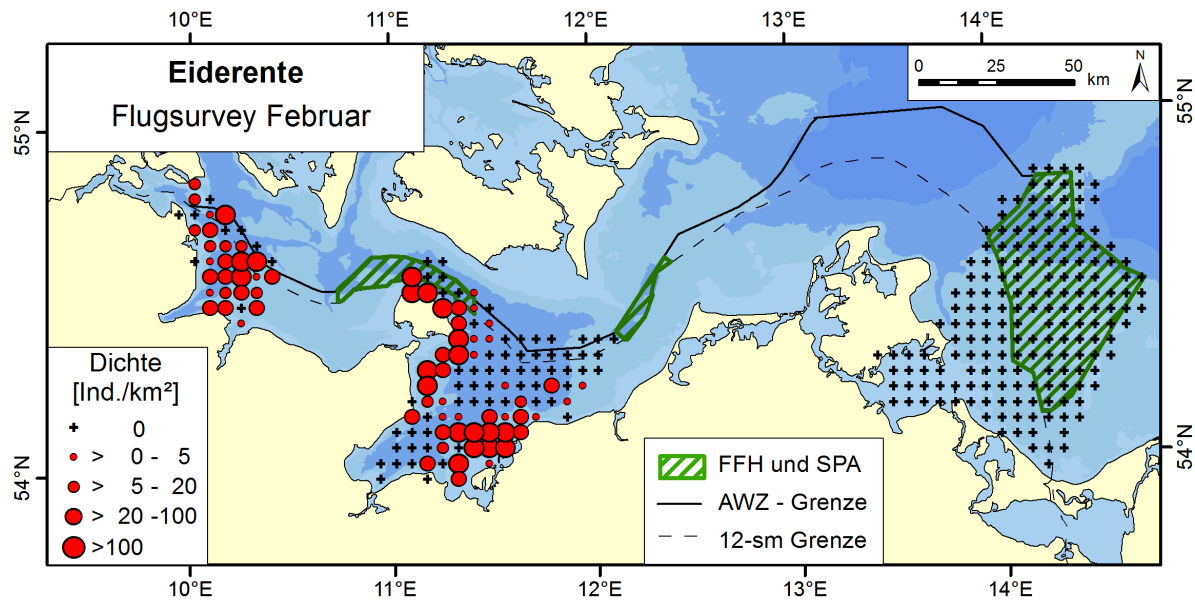 10°E 11°E 12°E 13°E 14°E
Eiderente
Flugsurvey Februar
0 25 50
km
N
55°N
55°N
Dichte
[Ind./km²]
0
> 0 - 5
> 5 - 20
> 20 -100
>100
54°N
54°N
FFH und SPA
AWZ - Grenze
12-sm Grenze
10°E 11°E 12°E 13°E 14°E